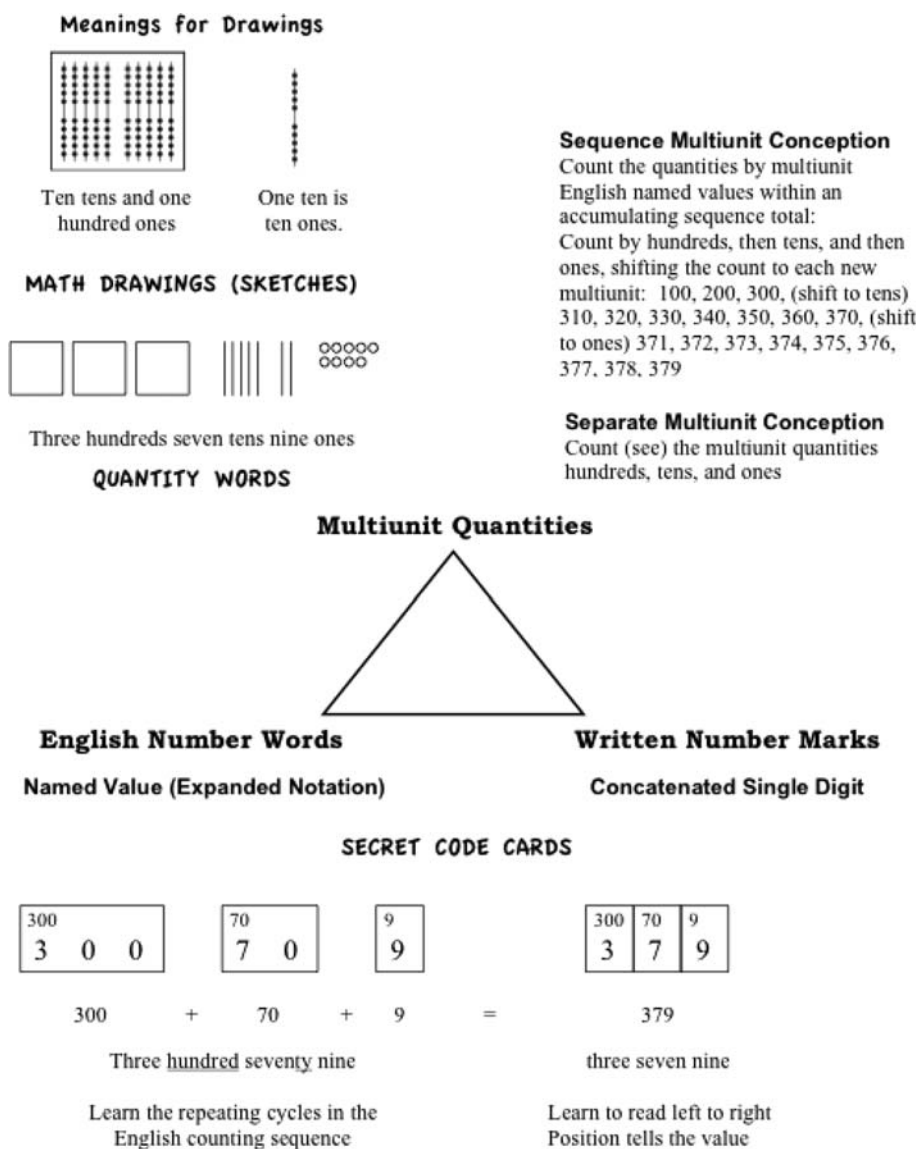 Meanings for Drawings
Ten tens and one
hundred ones
One ten is
ten ones.
MATH DRAWINGS (SKETCHES)
Three hundreds seven tens nine ones
QUANTITY WORDS
Sequence Multiunit Conception
Count the quantities by multiunit
English named values within an
accumulating sequence total:
Count by hundreds, then tens, and then
ones, shifting the count to each new
multiunit: 100, 200, 300, (shift to tens)
310, 320, 330, 340, 350, 360, 370, (shift
to ones) 371, 372, 373, 374, 375, 376,
377, 378, 379
Separate Multiunit Conception
Count (see) the multiunit quantities
hundreds, tens, and ones
Multiunit Quantities
English Number Words
Written Number Marks
Named Value (Expanded Notation)
Concatenated Single Digit
SECRET CODE CARDS
300 70 9 300 70 9
3 0 0 7 0 9 3 7 9
300 + 70 + 9 = 379
Three hundred seventy nine
three seven nine
Learn the repeating cycles in the
English counting sequence
Learn to read left to right
Position tells the value